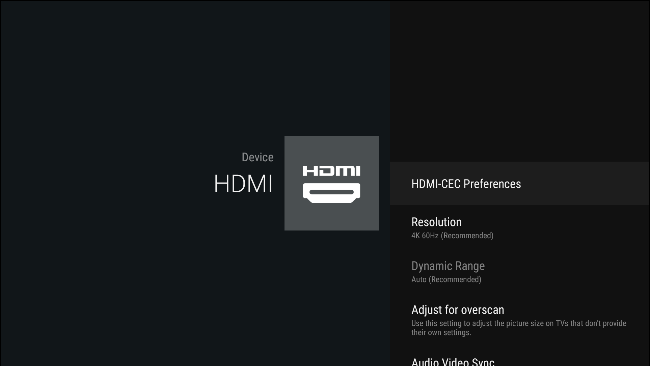 Device
HDMI
HDMI
HDMI-CEC Preferences
Resolution
4K 60Hz (Recommended)
Dynamic Range
Auto (Recommended)
Adjust for overscan
Use this setting to adjust the picture size on TVs that don't provide
their own settings.
Audio Video Sync